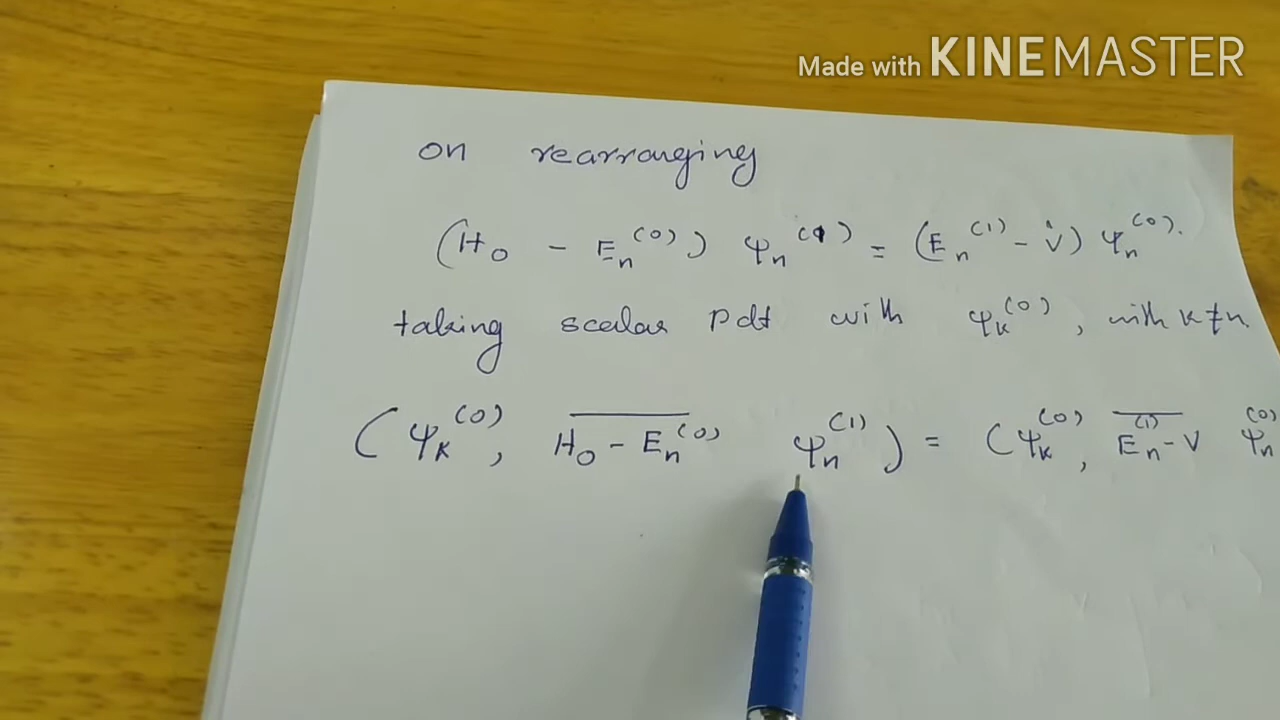 Made with KINEMASTER
on rearranging
(H₀ - Eₙ⁽⁰⁾) ψₙ⁽¹⁾ = (Eₙ⁽¹⁾ - V) ψₙ⁽⁰⁾.
taking scalar pdt with ψₖ⁽⁰⁾, with k≠n.
(ψₖ⁽⁰⁾, H₀ - Eₙ⁽⁰⁾ ψₙ⁽¹⁾) = (ψₖ⁽⁰⁾, Eₙ⁽¹⁾ - V ψₙ⁽⁰⁾